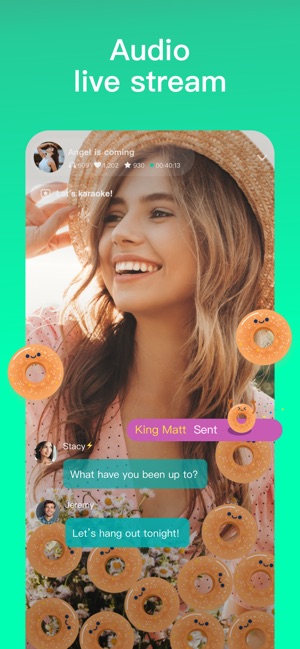 Audio
live stream
Angel is coming
609 1,202 930 00:40:13
Let's karaoke!
King Matt Sent
Stacy⚡
What have you been up to?
Jeremy
Let's hang out tonight!